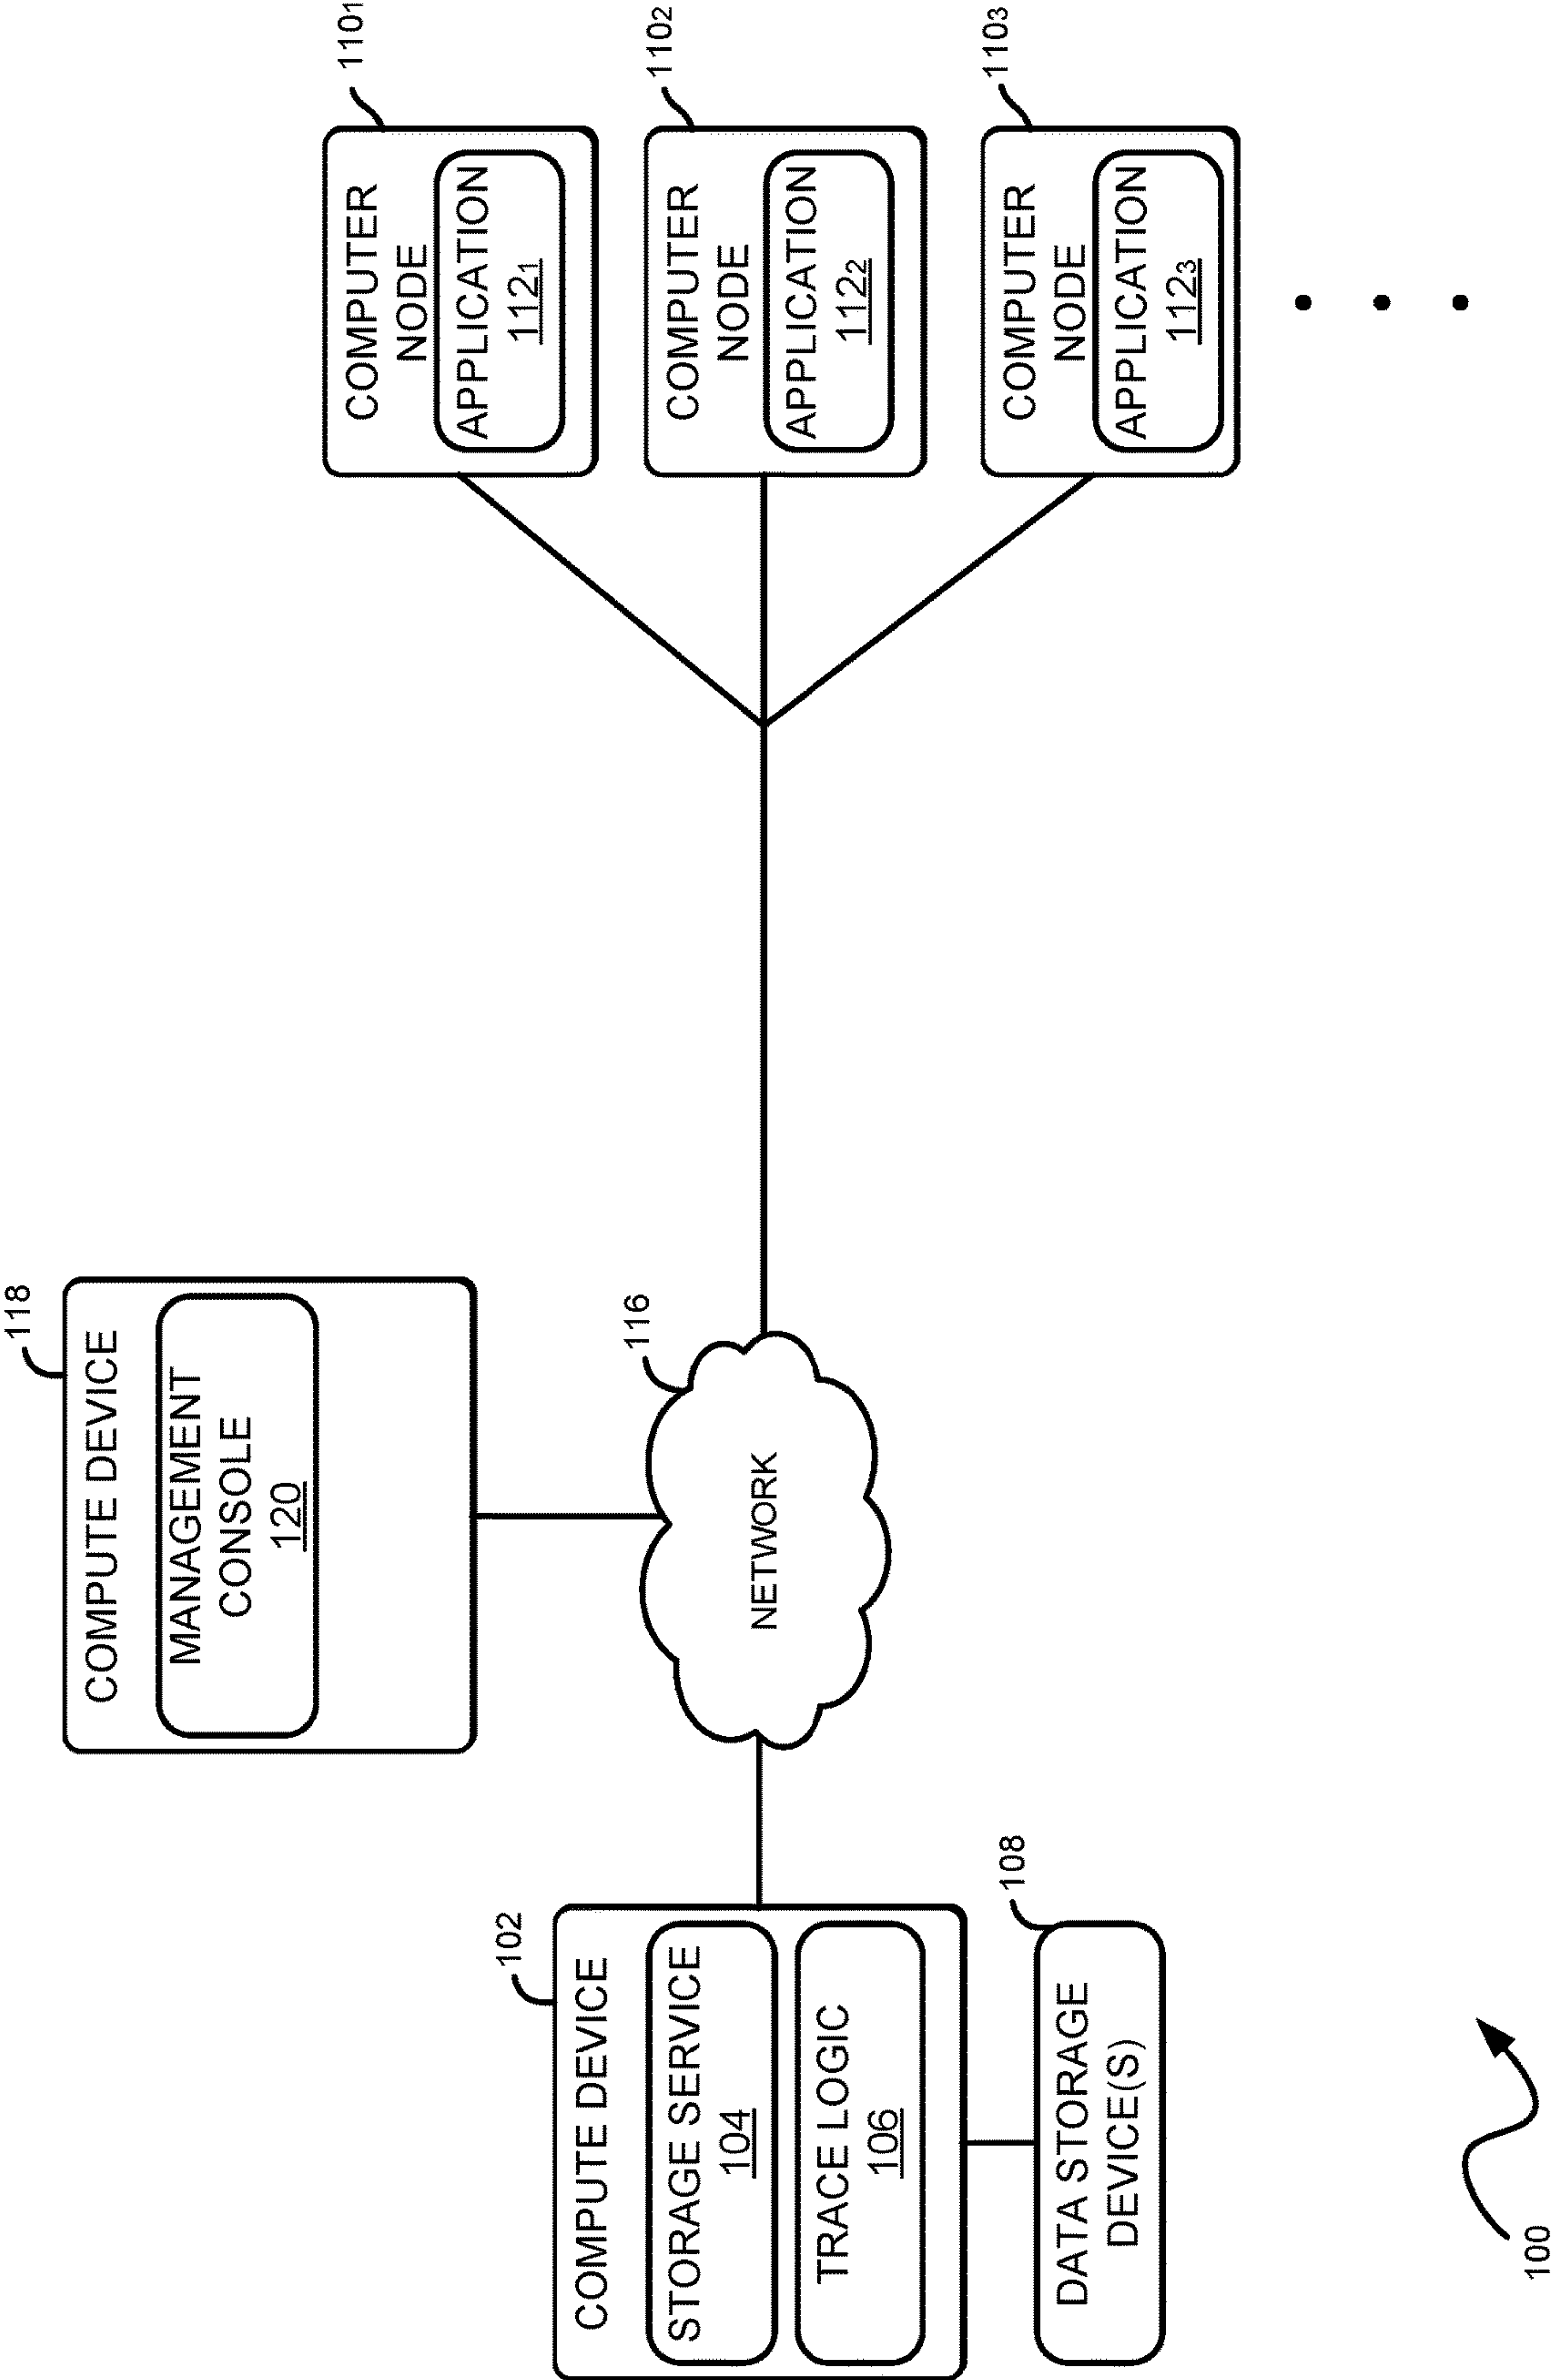 118
COMPUTE DEVICE
MANAGEMENT
CONSOLE
120
102
COMPUTE DEVICE
STORAGE SERVICE
104
TRACE LOGIC
106
108
DATA STORAGE
DEVICE(S)
116
NETWORK
110₁
COMPUTER
NODE
APPLICATION
112₁
110₂
COMPUTER
NODE
APPLICATION
112₂
110₃
COMPUTER
NODE
APPLICATION
112₃
100